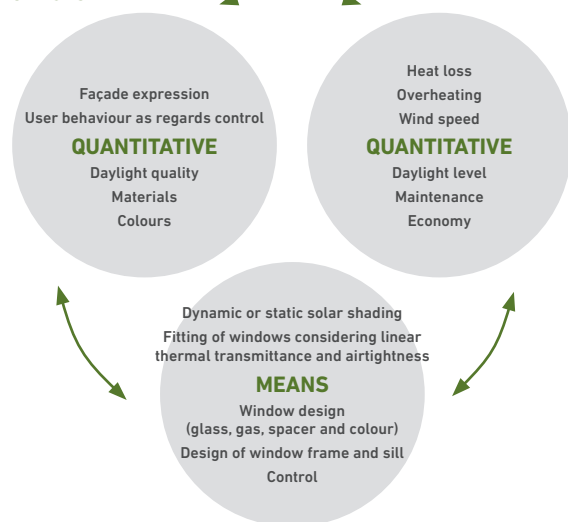 Façade expression
User behaviour as regards control
QUANTITATIVE
Daylight quality
Materials
Colours
Heat loss
Overheating
Wind speed
QUANTITATIVE
Daylight level
Maintenance
Economy
Dynamic or static solar shading
Fitting of windows considering linear
thermal transmittance and airtightness
MEANS
Window design
(glass, gas, spacer and colour)
Design of window frame and sill
Control